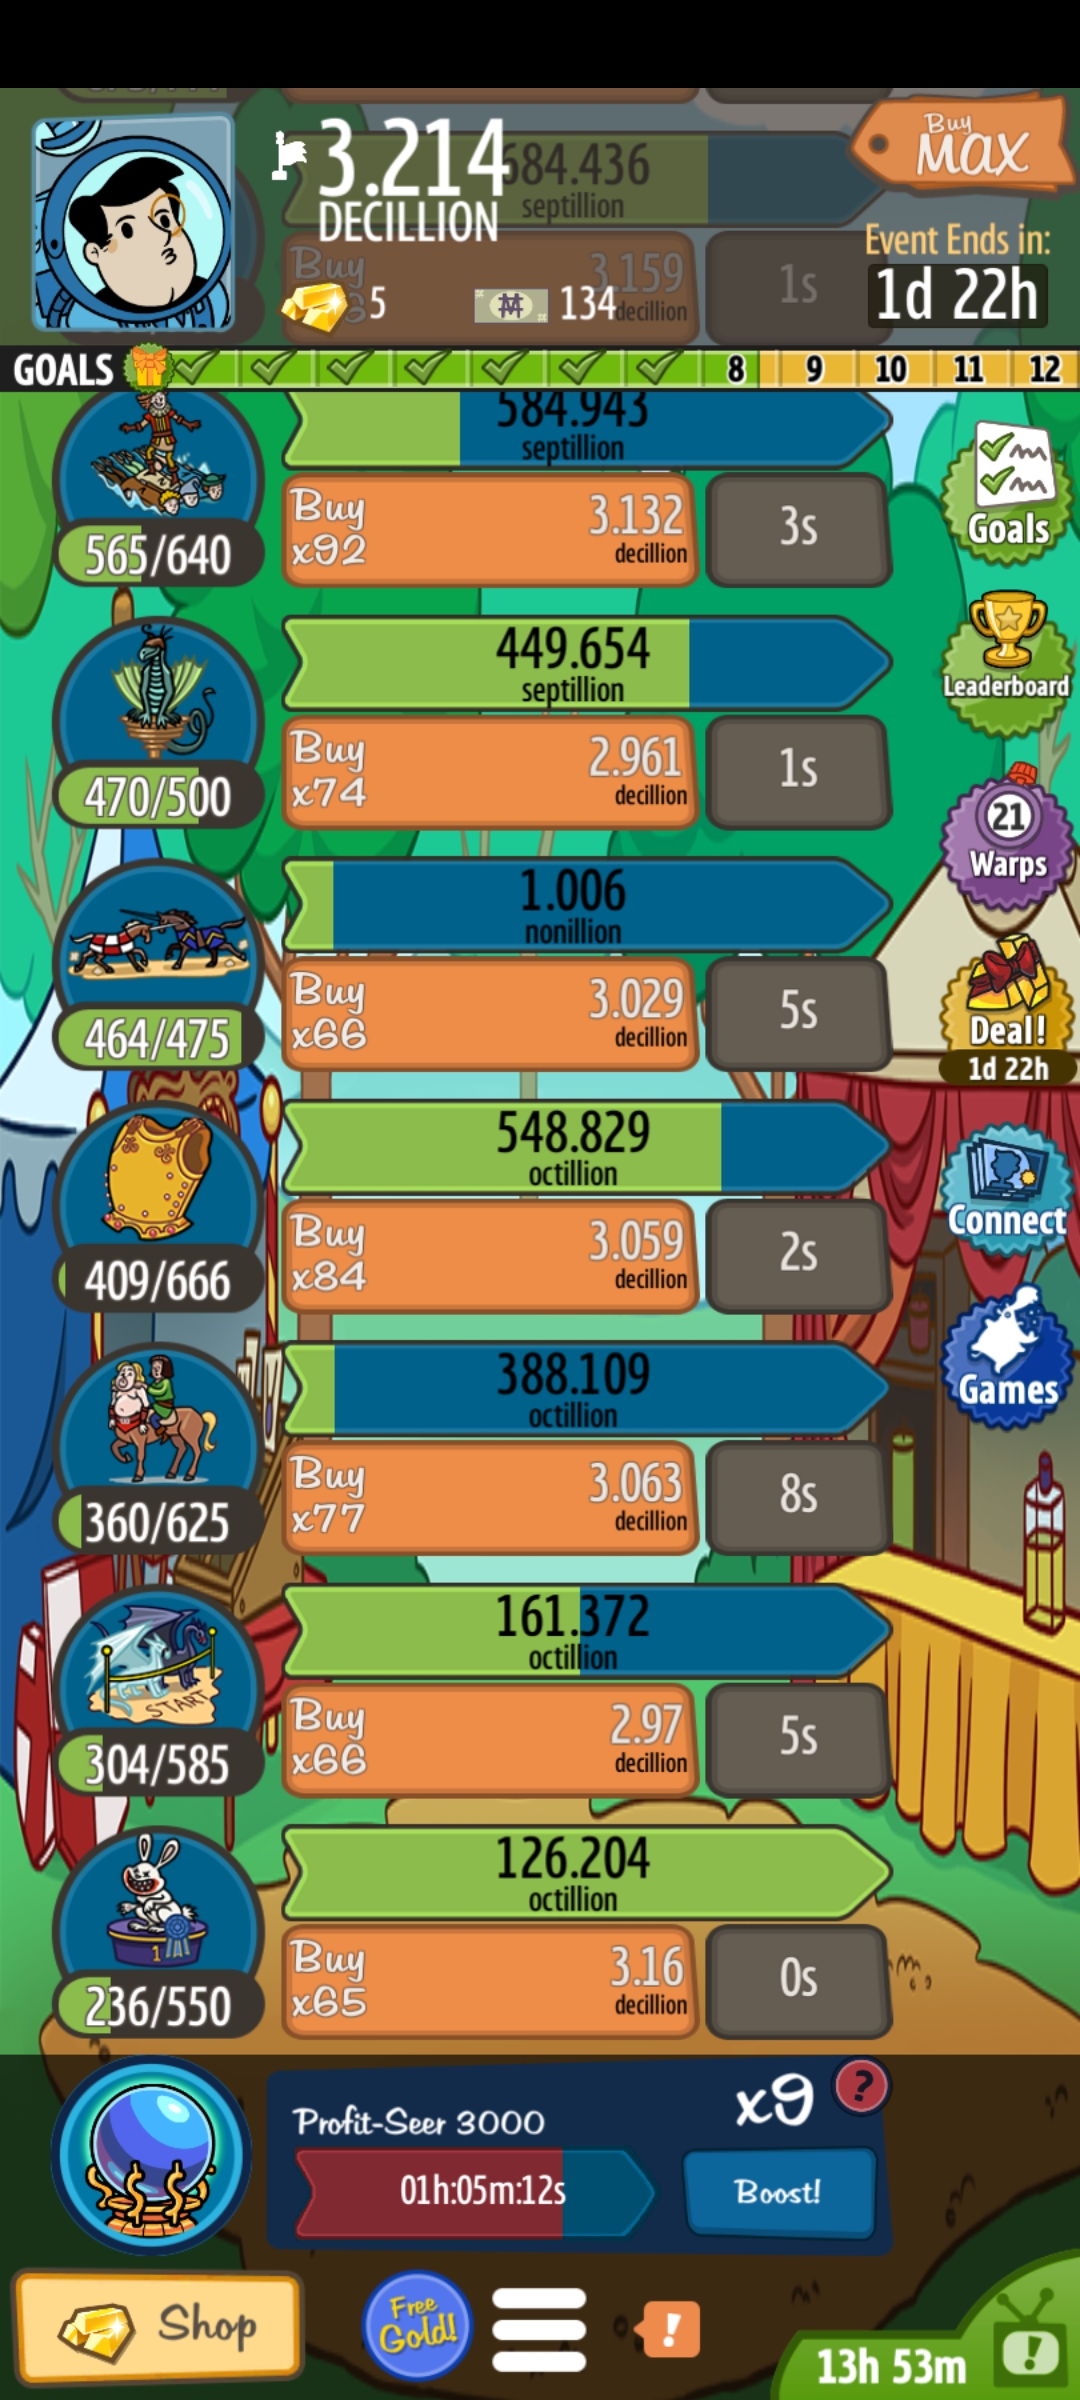 3.214
DECILLION
684.436
septillion
Buy
3.159
decillion
1s
5
134
Buy
MAX
Event Ends in:
1d 22h
GOALS
8
9
10
11
12
584.943
septillion
565/640
Buy
x92
3.132
decillion
3s
Goals
449.654
septillion
470/500
Buy
x74
2.961
decillion
1s
Leaderboard
21
Warps
1.006
nonillion
464/475
Buy
x66
3.029
decillion
5s
Deal!
1d 22h
548.829
octillion
409/666
Buy
x84
3.059
decillion
2s
Connect
388.109
octillion
360/625
Buy
x77
3.063
decillion
8s
Games
161.372
octillion
START
304/585
Buy
x66
2.97
decillion
5s
126.204
octillion
1
236/550
Buy
x65
3.16
decillion
0s
Profit-Seer 3000
x9
?
01h:05m:12s
Boost!
Shop
Free
Gold!
!
13h 53m
!